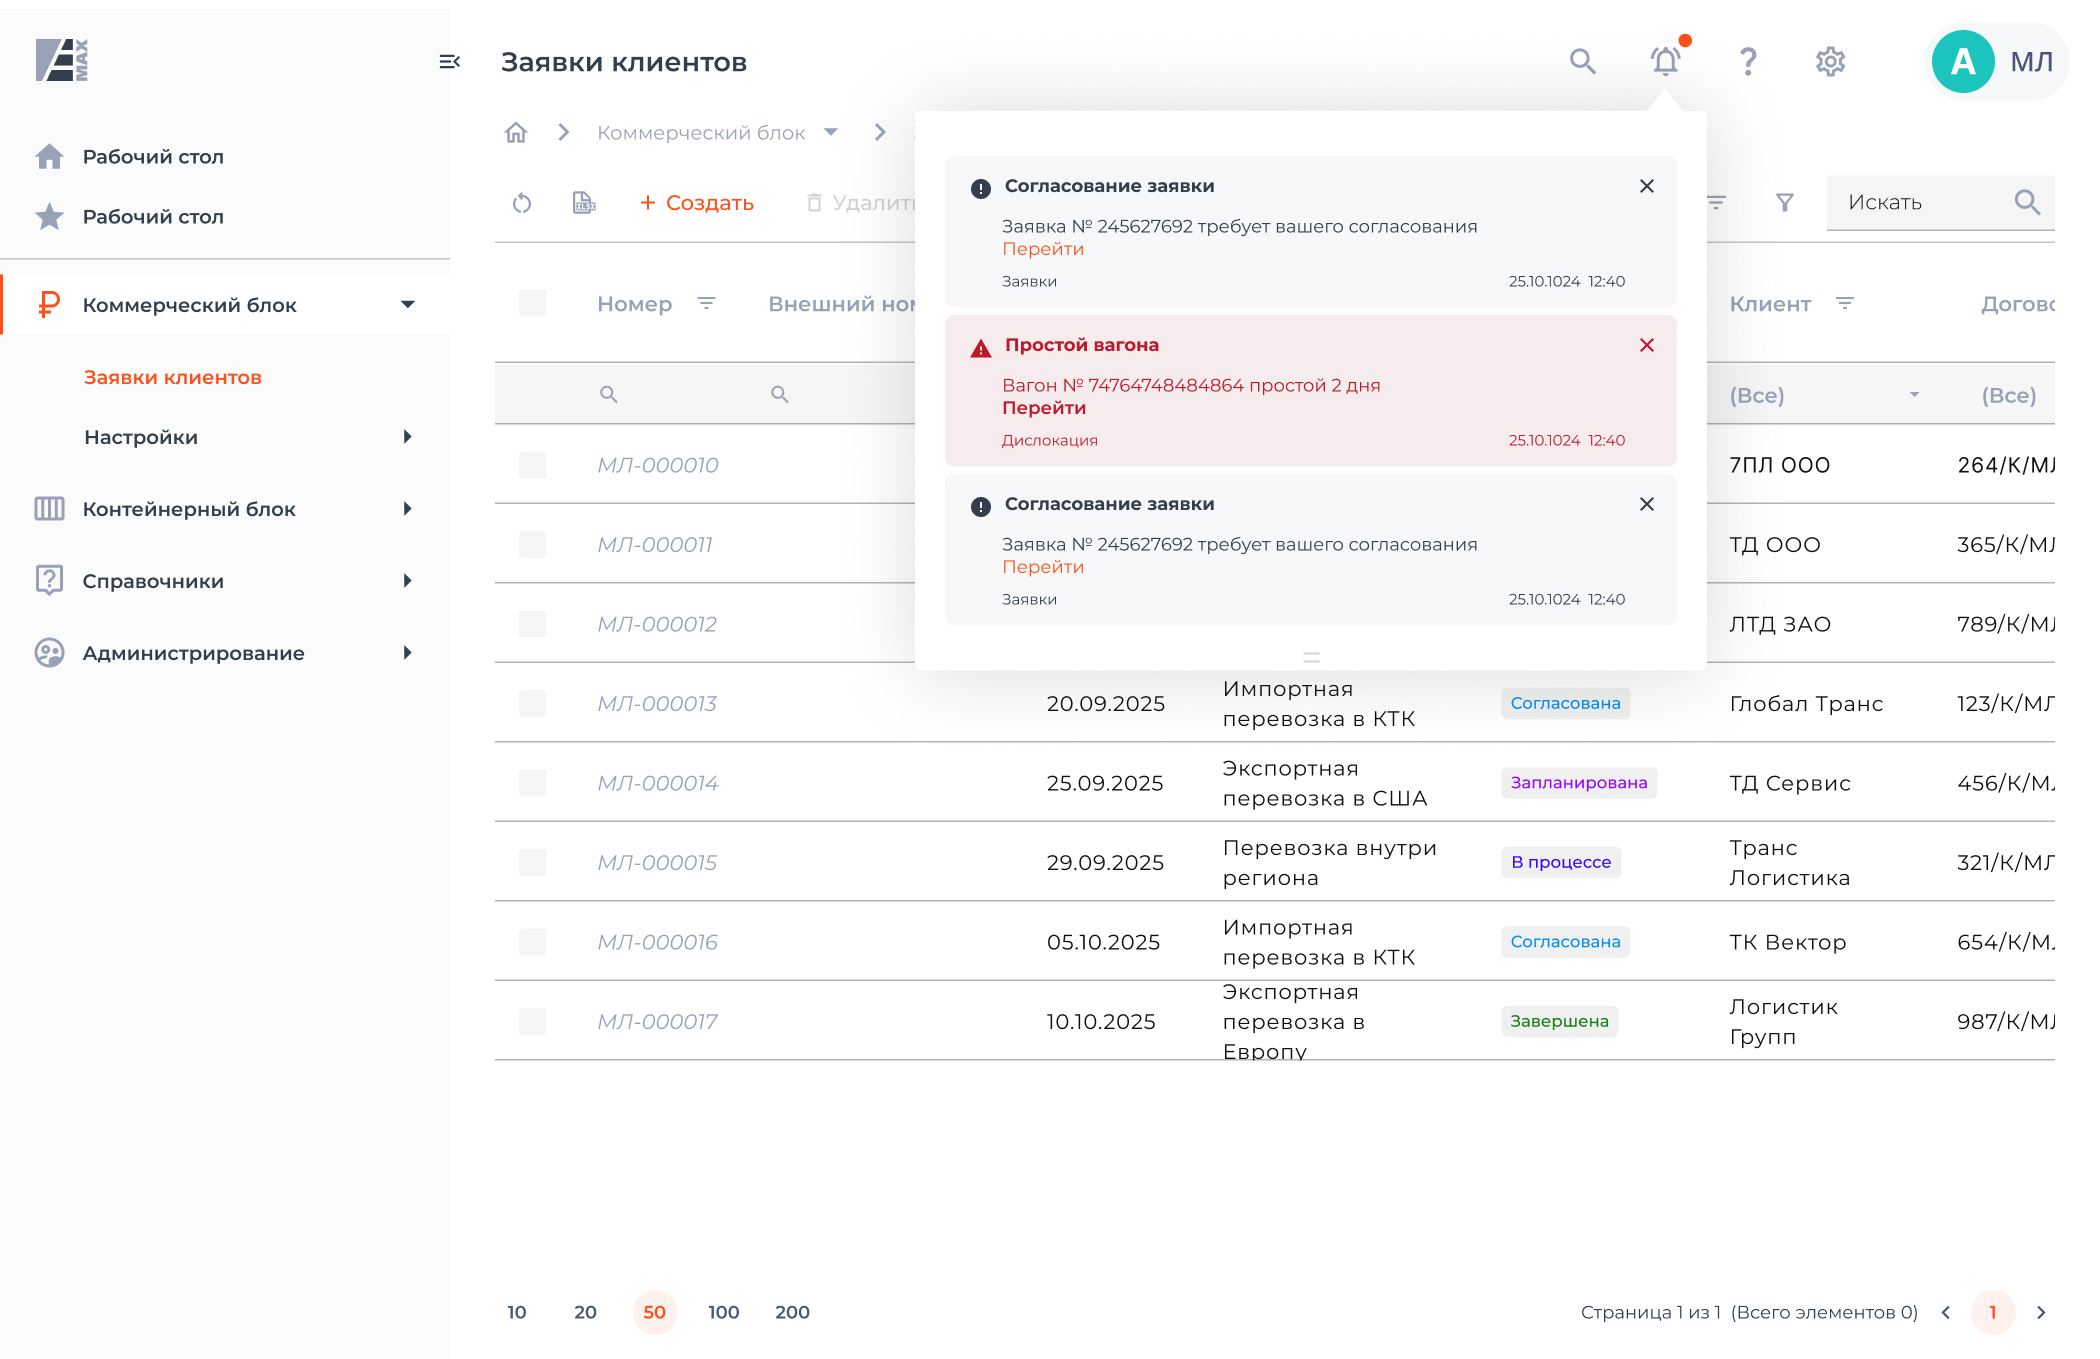 MAX
Заявки клиентов
?
А
МЛ
Рабочий стол
Рабочий стол
Коммерческий блок
Заявки клиентов
Настройки
Контейнерный блок
Справочники
Администрирование
Коммерческий блок
XLSX
+ Создать
Удалить
Искать
Номер
Внешний ном
Клиент
Догово
(Все)
(Все)
Согласование заявки
Заявка № 245627692 требует вашего согласования
Перейти
Заявки
25.10.1024 12:40
Простой вагона
Вагон № 74764748484864 простой 2 дня
Перейти
Дислокация
25.10.1024 12:40
Согласование заявки
Заявка № 245627692 требует вашего согласования
Перейти
Заявки
25.10.1024 12:40
МЛ-000010
7ПЛ ООО
264/К/МЛ
МЛ-000011
ТД ООО
365/К/МЛ
МЛ-000012
ЛТД ЗАО
789/К/МЛ
МЛ-000013
20.09.2025
Импортная
перевозка в КТК
Согласована
Глобал Транс
123/К/МЛ
МЛ-000014
25.09.2025
Экспортная
перевозка в США
Запланирована
ТД Сервис
456/К/МЛ
МЛ-000015
29.09.2025
Перевозка внутри
региона
В процессе
Транс
Логистика
321/К/МЛ
МЛ-000016
05.10.2025
Импортная
перевозка в КТК
Согласована
ТК Вектор
654/К/МЛ
МЛ-000017
10.10.2025
Экспортная
перевозка в
Европу
Завершена
Логистик
Групп
987/К/МЛ
10 20 50 100 200
Страница 1 из 1 (Всего элементов 0)
1